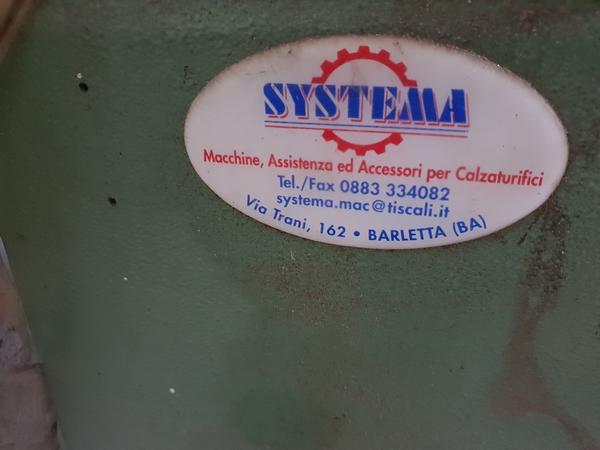 SYSTEMA
Macchine, Assistenza ed Accessori per Calzaturifici
Tel./Fax 0883 334082
systema.mac@tiscali.it
Via Trani, 162 • BARLETTA (BA)